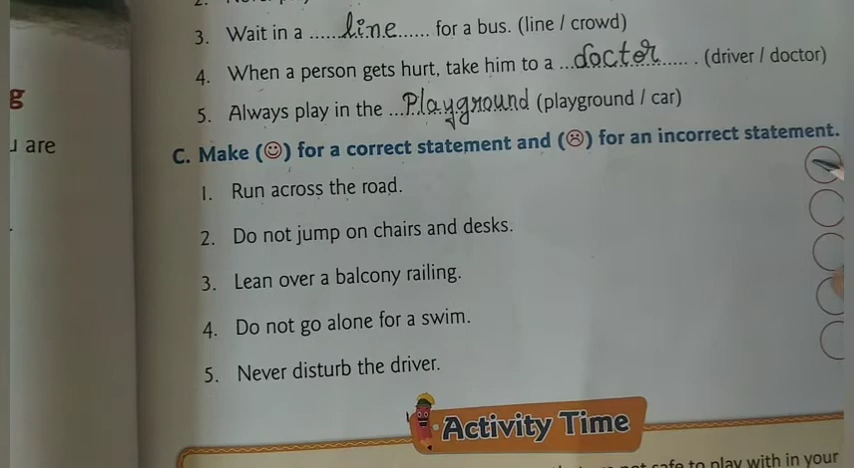 3. Wait in a ......line...... for a bus. (line / crowd)
4. When a person gets hurt, take him to a ...doctor...... . (driver / doctor)
g
5. Always play in the ...Playground (playground / car)
are
C. Make (☺) for a correct statement and (☹) for an incorrect statement.
1. Run across the road.
2. Do not jump on chairs and desks.
3. Lean over a balcony railing.
4. Do not go alone for a swim.
5. Never disturb the driver.
Activity Time
safe to play with in your